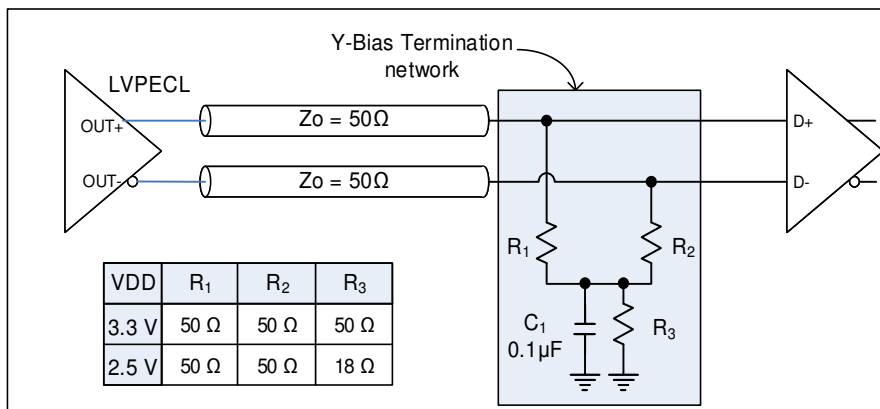 Y-Bias Termination
network
LVPECL
OUT+
Zo = 50Ω
D+
OUT-
Zo = 50Ω
D-
R1
R2
C1
0.1µF
R3
VDD R1 R2 R3
3.3 V 50 Ω 50 Ω 50 Ω
2.5 V 50 Ω 50 Ω 18 Ω